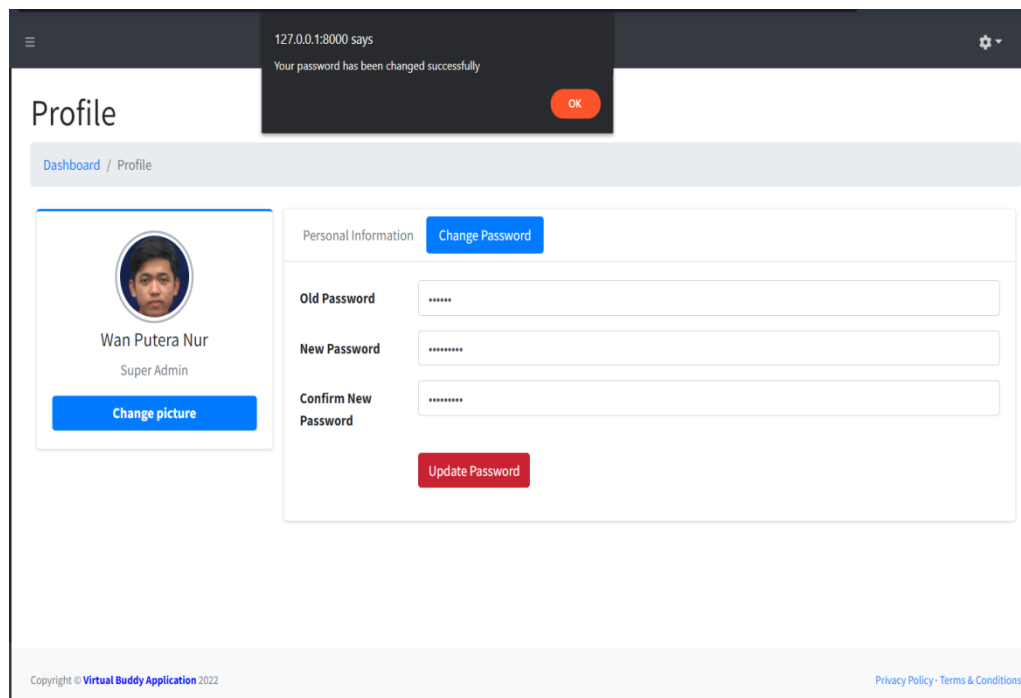 127.0.0.1:8000 says
Your password has been changed successfully
OK
Profile
Dashboard / Profile
Wan Putera Nur
Super Admin
Change picture
Personal Information
Change Password
Old Password
••••••
New Password
•••••••••
Confirm New
Password
•••••••••
Update Password
Copyright © Virtual Buddy Application 2022
Privacy Policy · Terms & Conditions